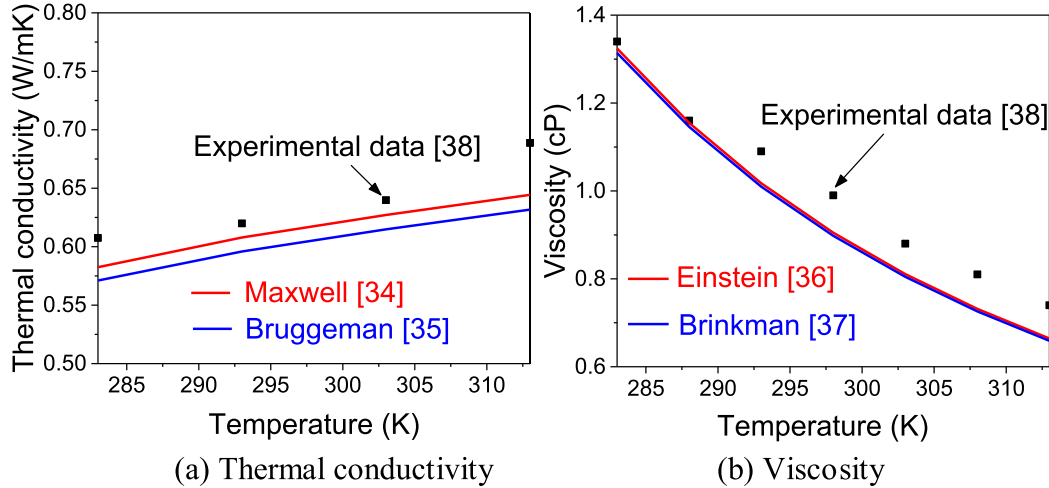 0.80
0.75
0.70
0.65
0.60
0.55
0.50
Thermal conductivity (W/mK)
Experimental data [38]
Maxwell [34]
Bruggeman [35]
285 290 295 300 305 310
Temperature (K)
(a) Thermal conductivity
1.4
1.2
1.0
0.8
0.6
Viscosity (cP)
Experimental data [38]
Einstein [36]
Brinkman [37]
285 290 295 300 305 310
Temperature (K)
(b) Viscosity